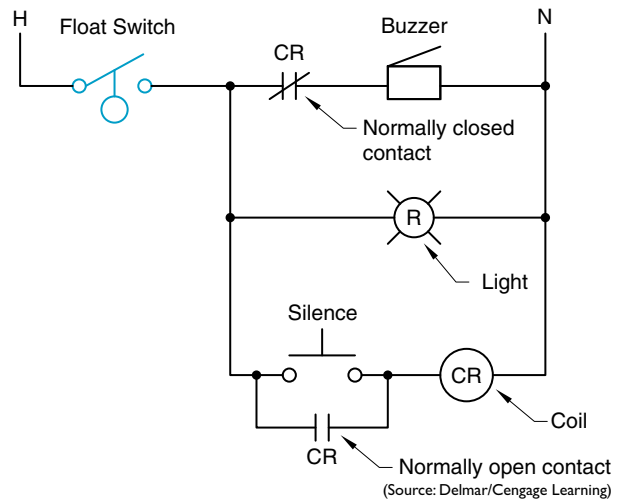 H
Float Switch
CR
Buzzer
N
Normally closed
contact
R
Light
Silence
CR
Coil
CR
Normally open contact
(Source: Delmar/Cengage Learning)